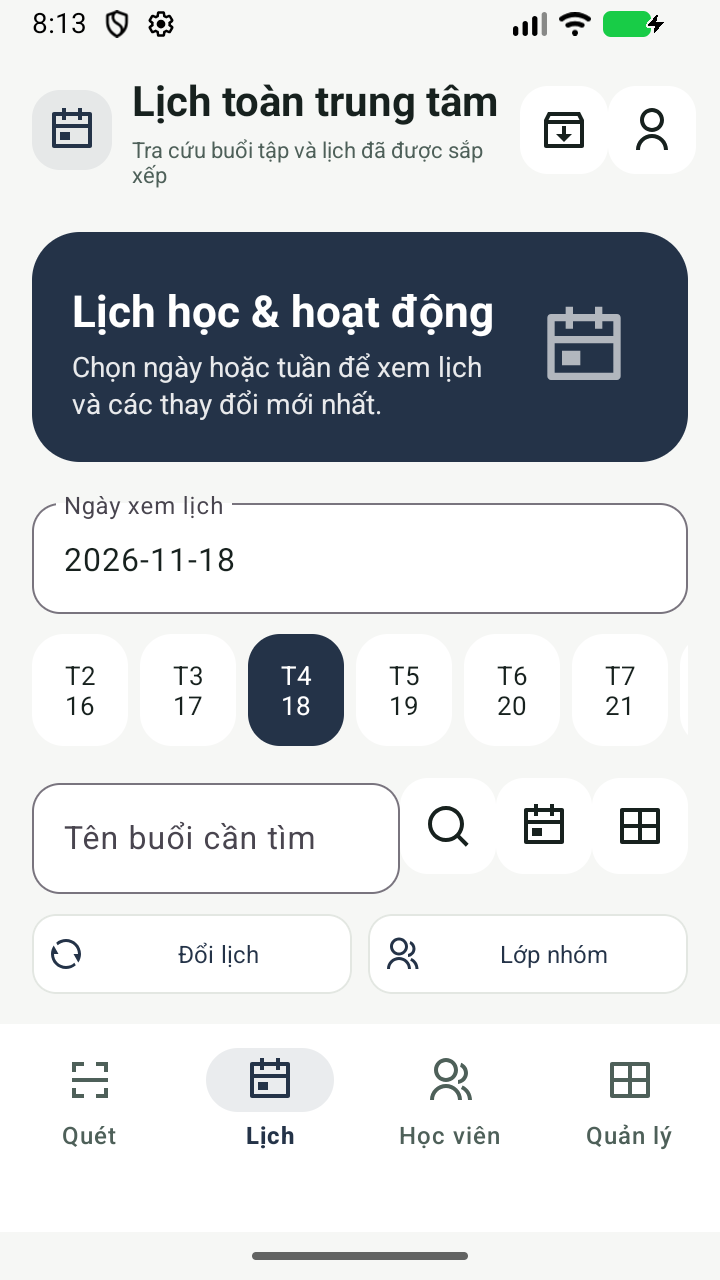 8:13
Lịch toàn trung tâm
Tra cứu buổi tập và lịch đã được sắp
xếp
Lịch học & hoạt động
Chọn ngày hoặc tuần để xem lịch
và các thay đổi mới nhất.
Ngày xem lịch
2026-11-18
T2 T3 T4 T5 T6 T7
16 17 18 19 20 21
Tên buổi cần tìm
Đổi lịch Lớp nhóm
Quét Lịch Học viên Quản lý